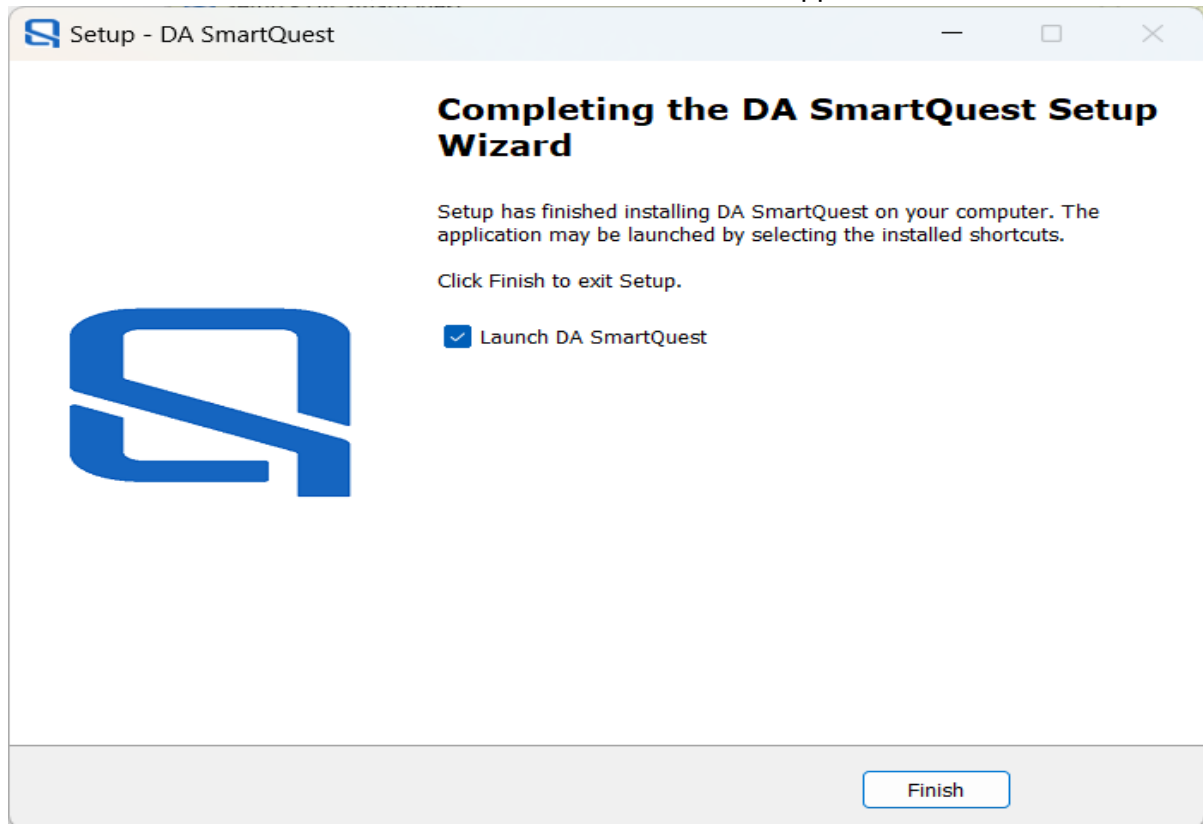 Setup - DA SmartQuest
Completing the DA SmartQuest Setup
Wizard
Setup has finished installing DA SmartQuest on your computer. The
application may be launched by selecting the installed shortcuts.
Click Finish to exit Setup.
Launch DA SmartQuest
Finish